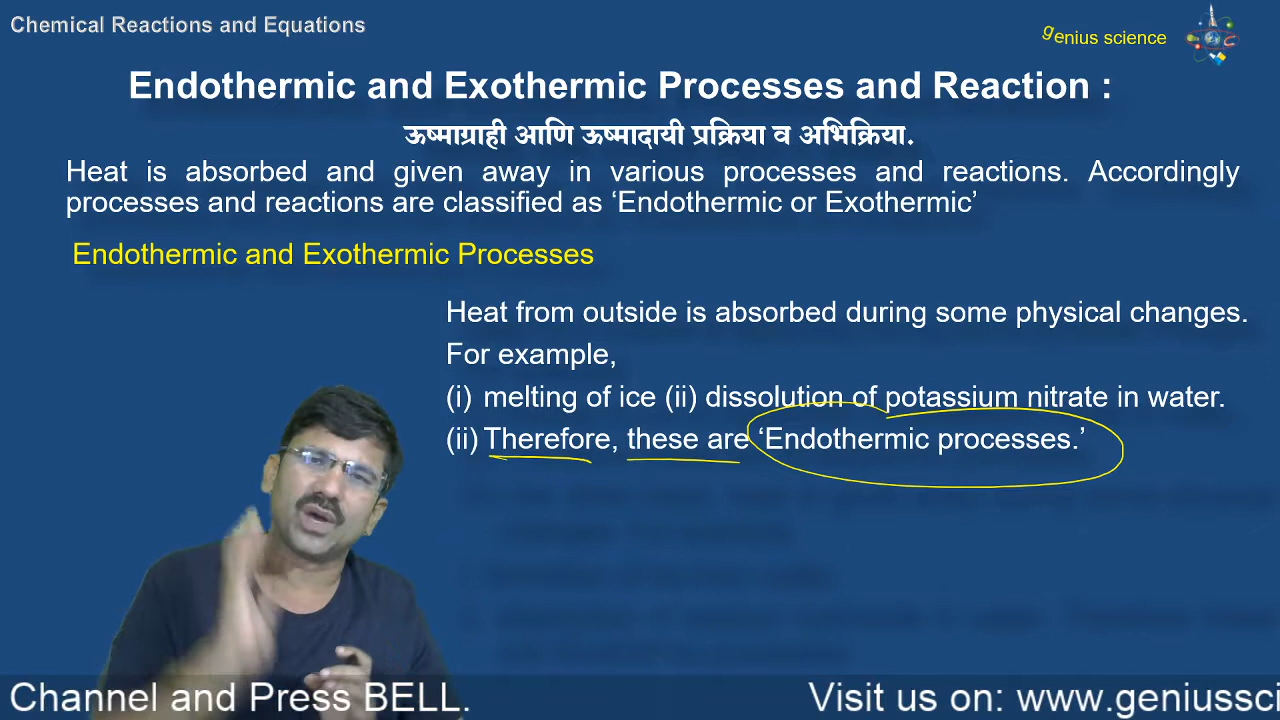 Chemical Reactions and Equations
genius science
Endothermic and Exothermic Processes and Reaction :
ऊष्माग्राही आणि ऊष्मादायी प्रक्रिया व अभिक्रिया.
Heat is absorbed and given away in various processes and reactions. Accordingly
processes and reactions are classified as ‘Endothermic or Exothermic’
Endothermic and Exothermic Processes
Heat from outside is absorbed during some physical changes.
For example,
(i) melting of ice (ii) dissolution of potassium nitrate in water.
(ii) Therefore, these are ‘Endothermic processes.’
Channel and Press BELL. Visit us on: www.geniussci